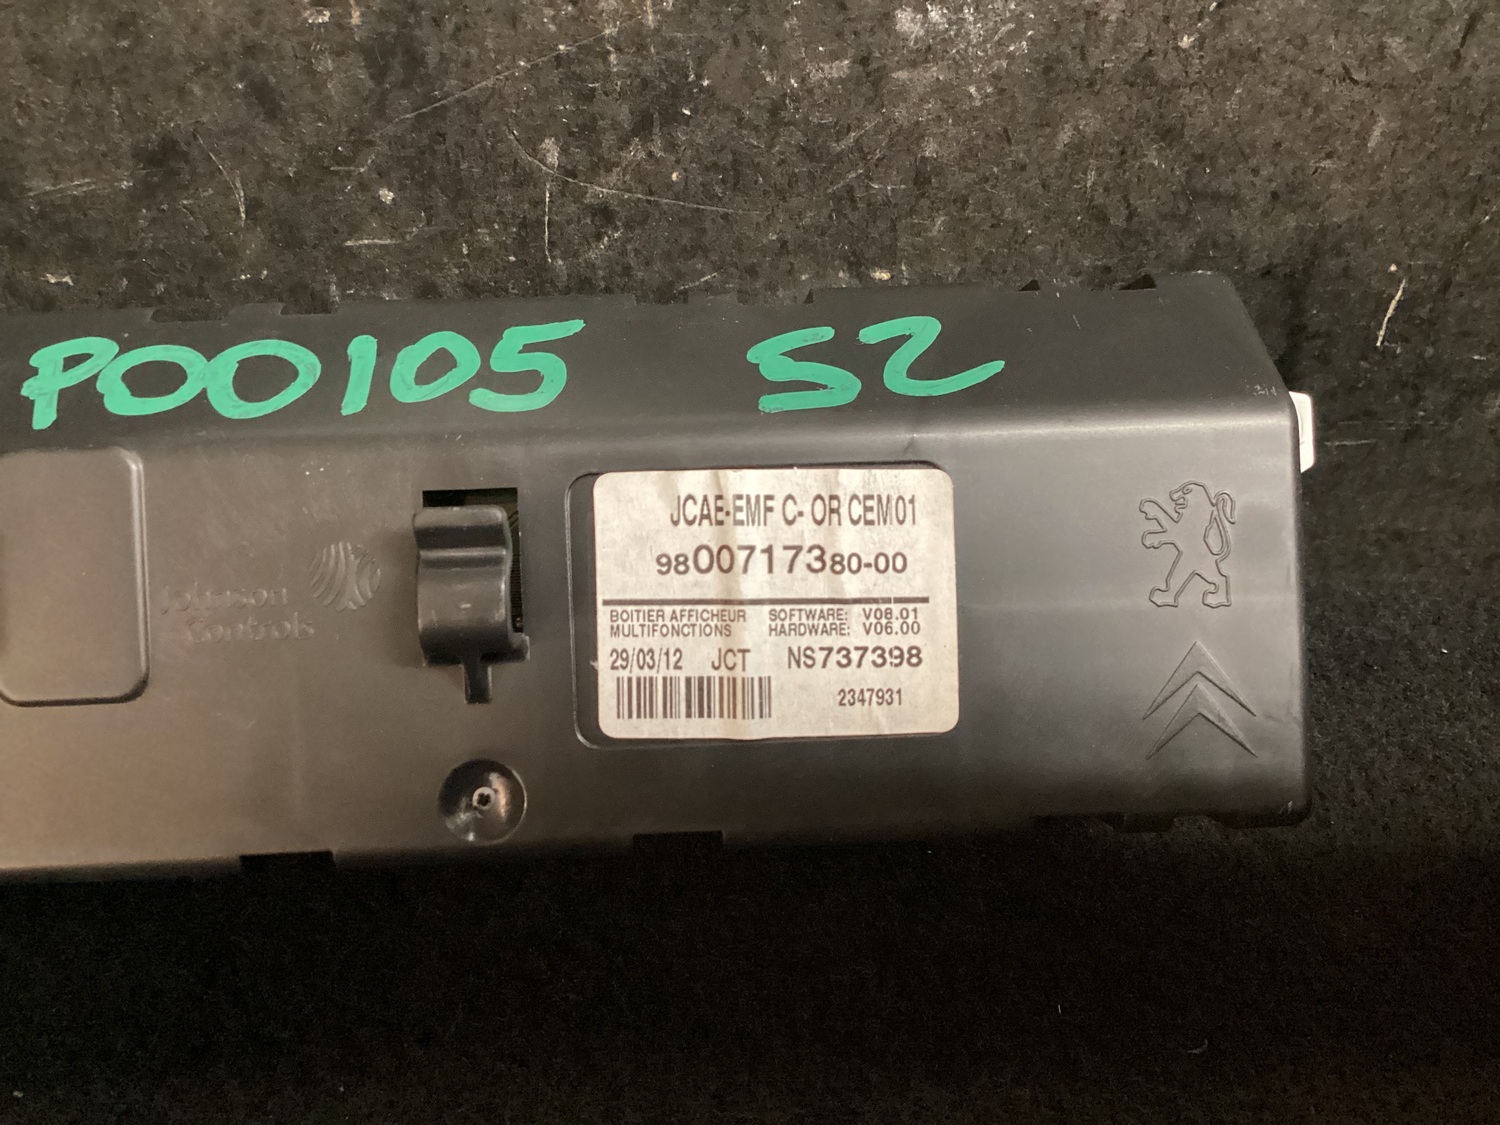 P00105 S2
JCAE-EMF C- OR CEM01
9800717380-00
BOITIER AFFICHEUR SOFTWARE: V08.01
MULTIFONCTIONS HARDWARE: V06.00
29/03/12 JCT NS737398
2347931
Johnson
Controls